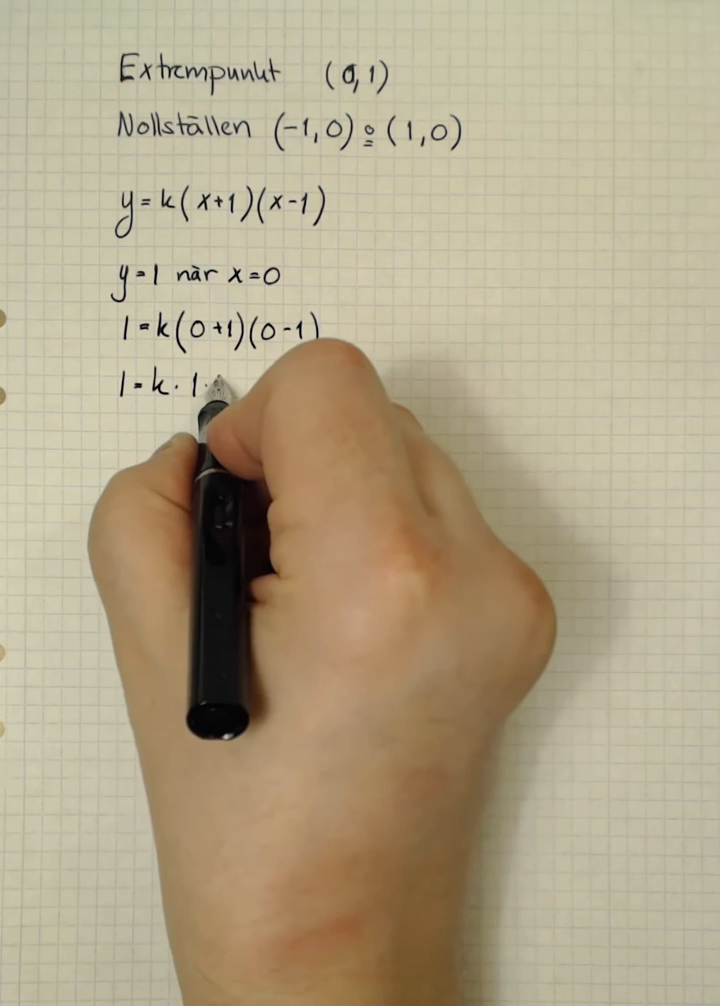 Extrempunkt (0,1)
Nollställen (-1,0) o (1,0)
y = k(x+1)(x-1)
y = 1 när x = 0
1 = k(0+1)(0-1)
1 = k · 1 ·